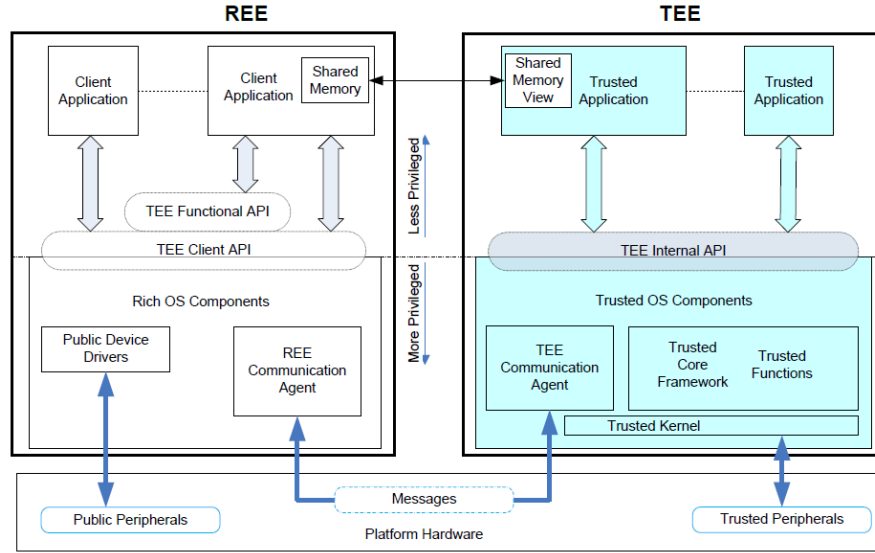 REE
TEE
Client
Application
Client
Application
Shared
Memory
Shared
Memory
View
Trusted
Application
Trusted
Application
Less Privileged
TEE Functional API
TEE Client API
TEE Internal API
More Privileged
Rich OS Components
Trusted OS Components
Public Device
Drivers
REE
Communication
Agent
TEE
Communication
Agent
Trusted
Core
Framework
Trusted
Functions
Trusted Kernel
Messages
Public Peripherals
Trusted Peripherals
Platform Hardware